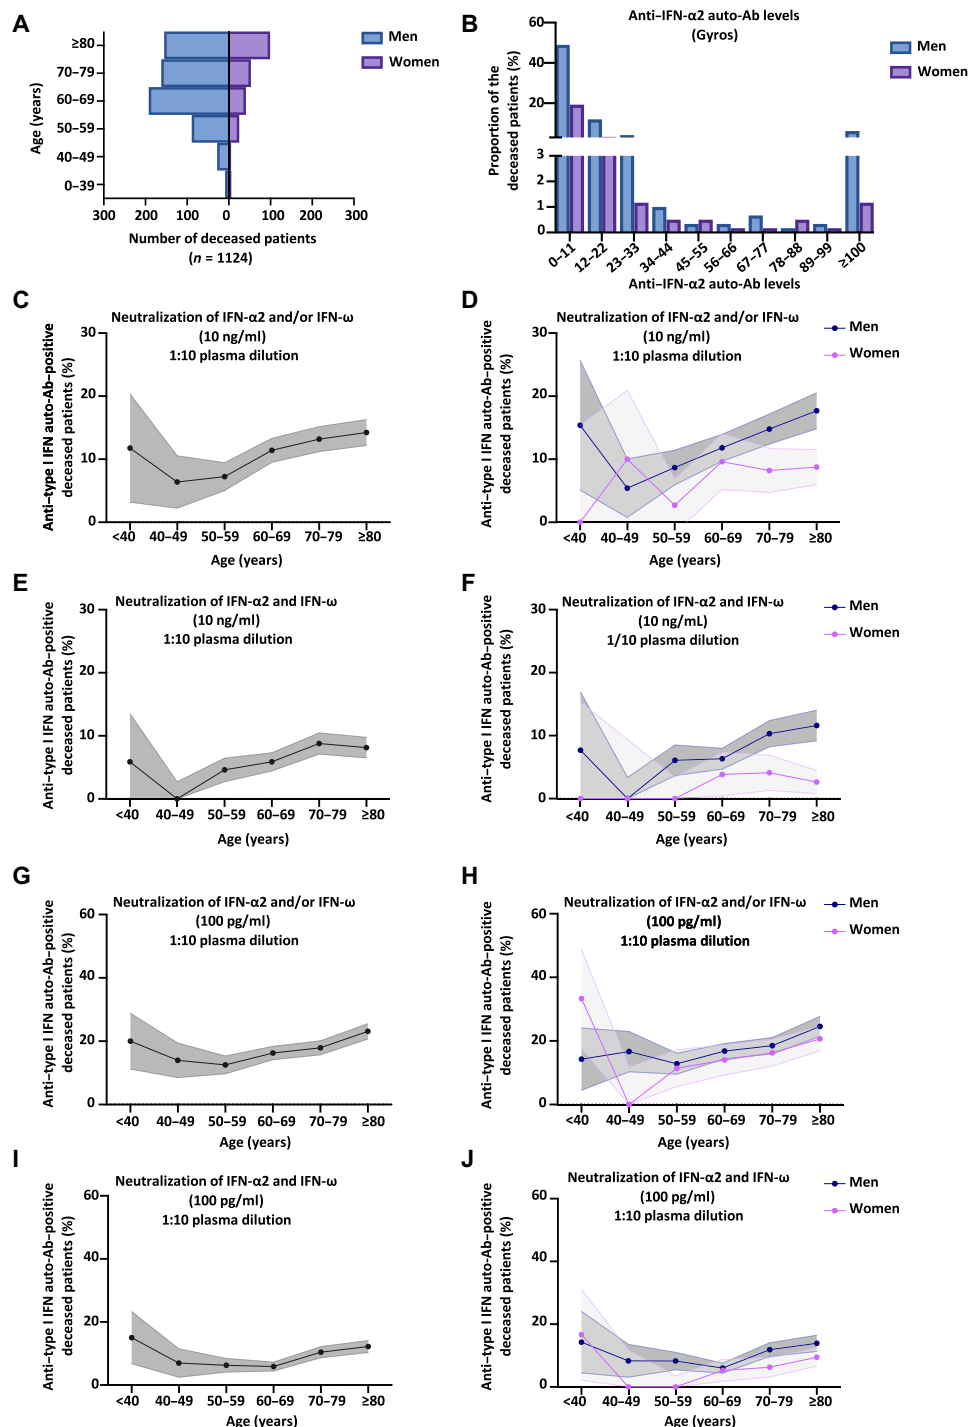 A
≥80
70–79
60–69
50–59
40–49
0–39
Age (years)
300 200 100 0 100 200 300
Number of deceased patients
(n = 1124)
Men
Women
B
Anti–IFN-α2 auto-Ab levels
(Gyros)
Proportion of the
deceased patients (%)
60
40
20
3
2
1
0
0–11 12–22 23–33 34–44 45–55 56–66 67–77 78–88 89–99 ≥100
Anti–IFN-α2 auto-Ab levels
Men
Women
C
Neutralization of IFN-α2 and/or IFN-ω
(10 ng/ml)
1:10 plasma dilution
Anti–type I IFN auto-Ab–positive
deceased patients (%)
30
20
10
0
<40 40–49 50–59 60–69 70–79 ≥80
Age (years)
D
Neutralization of IFN-α2 and/or IFN-ω
(10 ng/ml)
1:10 plasma dilution
Anti–type I IFN auto-Ab–positive
deceased patients (%)
30
20
10
0
<40 40–49 50–59 60–69 70–79 ≥80
Age (years)
Men
Women
E
Neutralization of IFN-α2 and IFN-ω
(10 ng/ml)
1:10 plasma dilution
Anti–type I IFN auto-Ab–positive
deceased patients (%)
30
20
10
0
<40 40–49 50–59 60–69 70–79 ≥80
Age (years)
F
Neutralization of IFN-α2 and IFN-ω
(10 ng/mL)
1/10 plasma dilution
Anti–type I IFN auto-Ab–positive
deceased patients (%)
30
20
10
0
<40 40–49 50–59 60–69 70–79 ≥80
Age (years)
Men
Women
G
Neutralization of IFN-α2 and/or IFN-ω
(100 pg/ml)
1:10 plasma dilution
Anti–type I IFN auto-Ab–positive
deceased patients (%)
60
40
20
0
<40 40–49 50–59 60–69 70–79 ≥80
Age (years)
H
Neutralization of IFN-α2 and/or IFN-ω
(100 pg/ml)
1:10 plasma dilution
Anti–type I IFN auto-Ab–positive
deceased patients (%)
60
40
20
0
<40 40–49 50–59 60–69 70–79 ≥80
Age (years)
Men
Women
I
Neutralization of IFN-α2 and IFN-ω
(100 pg/ml)
1:10 plasma dilution
Anti–type I IFN auto-Ab–positive
deceased patients (%)
60
40
20
0
<40 40–49 50–59 60–69 70–79 ≥80
Age (years)
J
Neutralization of IFN-α2 and IFN-ω
(100 pg/ml)
1:10 plasma dilution
Anti–type I IFN auto-Ab–positive
deceased patients (%)
60
40
20
0
<40 40–49 50–59 60–69 70–79 ≥80
Age (years)
Men
Women